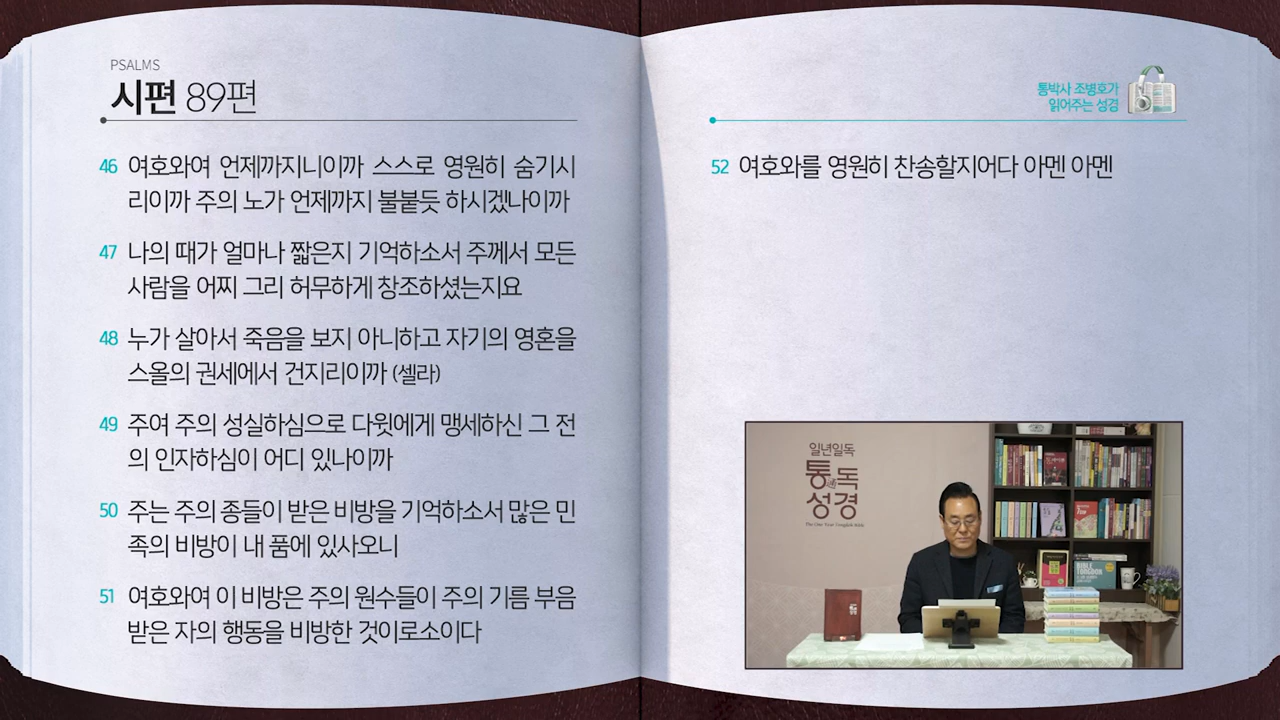 PSALMS
시편 89편
46 여호와여 언제까지니이까 스스로 영원히 숨기시
리이까 주의 노가 언제까지 불붙듯 하시겠나이까
47 나의 때가 얼마나 짧은지 기억하소서 주께서 모든
사람을 어찌 그리 허무하게 창조하셨는지요
48 누가 살아서 죽음을 보지 아니하고 자기의 영혼을
스올의 권세에서 건지리이까 (셀라)
49 주여 주의 성실하심으로 다윗에게 맹세하신 그 전
의 인자하심이 어디 있나이까
50 주는 주의 종들이 받은 비방을 기억하소서 많은 민
족의 비방이 내 품에 있사오니
51 여호와여 이 비방은 주의 원수들이 주의 기름 부음
받은 자의 행동을 비방한 것이로소이다
통박사 조병호가
읽어주는 성경
52 여호와를 영원히 찬송할지어다 아멘 아멘
일년일독
통독
성경
The One Year Tongdok Bible
BIBLE
TONGDOK